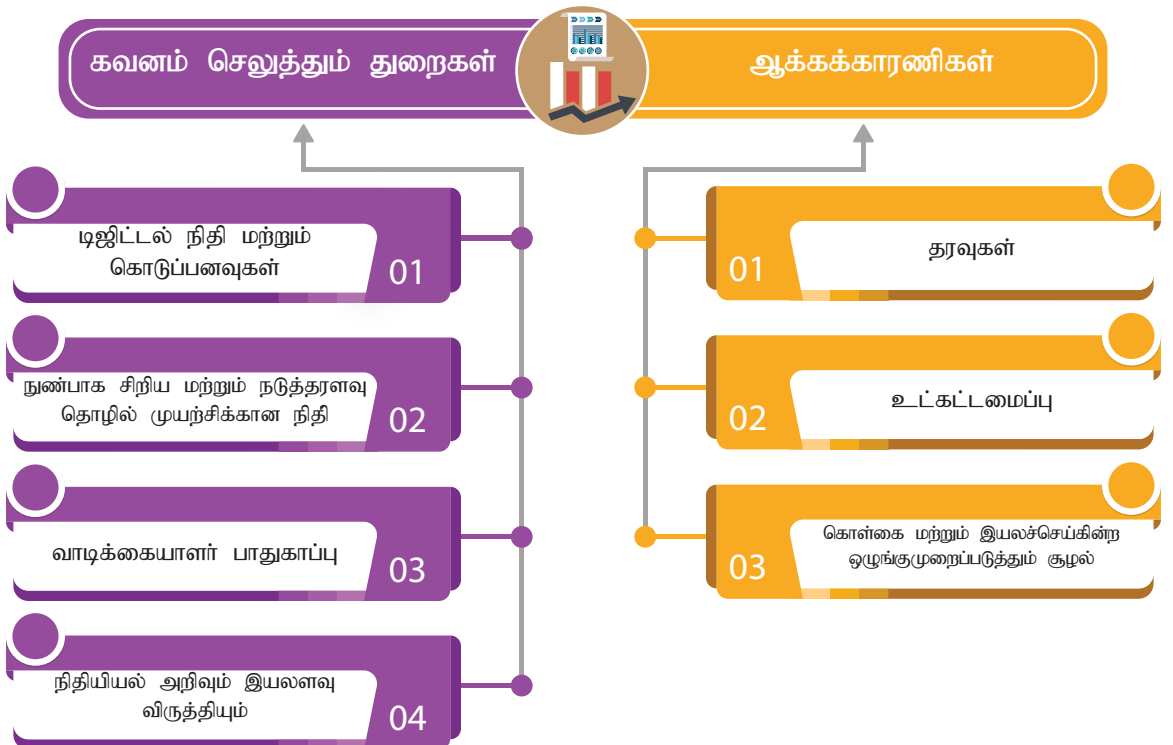 கவனம் செலுத்தும் துறைகள்
டிஜிட்டல் நிதி மற்றும்
கொடுப்பனவுகள்
01
நுண்பாக சிறிய மற்றும் நடுத்தரளவு
தொழில் முயற்சிக்கான நிதி
02
வாடிக்கையாளர் பாதுகாப்பு
03
நிதியியல் அறிவும் இயலளவு
விருத்தியும்
04
ஆக்கக்காரணிகள்
01
தரவுகள்
02
உட்கட்டமைப்பு
03
கொள்கை மற்றும் இயலச்செய்கின்ற
ஒழுங்குமுறைப்படுத்தும் சூழல்